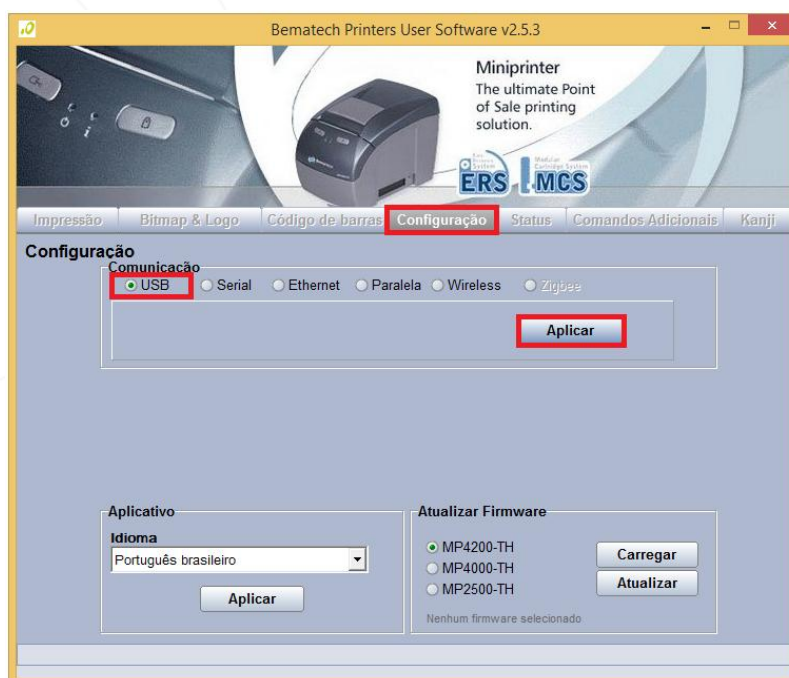 Bematech Printers User Software v2.5.3
Miniprinter
The ultimate Point
of Sale printing
solution.
ERS MCS
Impressão Bitmap & Logo Código de barras Configuração Status Comandos Adicionais Kanji
Configuração
Comunicação
USB Serial Ethernet Paralela Wireless Zigbee
Aplicar
Aplicativo
Idioma
Português brasileiro
Aplicar
Atualizar Firmware
MP4200-TH
MP4000-TH
MP2500-TH
Carregar
Atualizar
Nenhum firmware selecionado